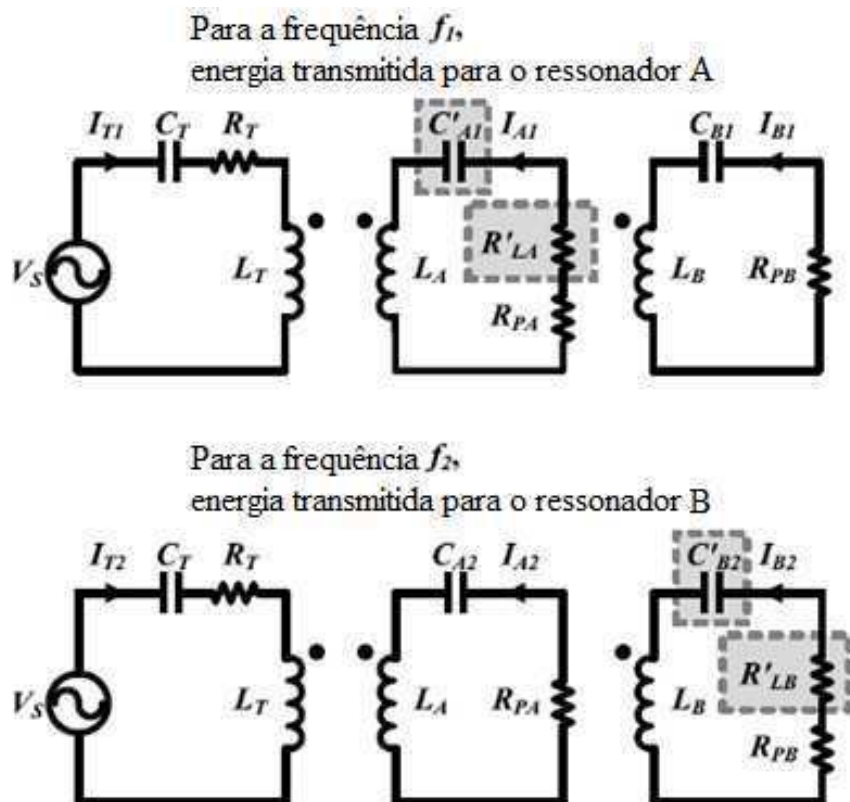 Para a frequência f1,
energia transmitida para o ressonador A
IT1 CT RT C'A1 IA1 CB1 IB1
VS LT LA R'LA LB RPB
RPA
Para a frequência f2,
energia transmitida para o ressonador B
IT2 CT RT CA2 IA2 C'B2 IB2
VS LT LA RPA LB R'LB
RPB